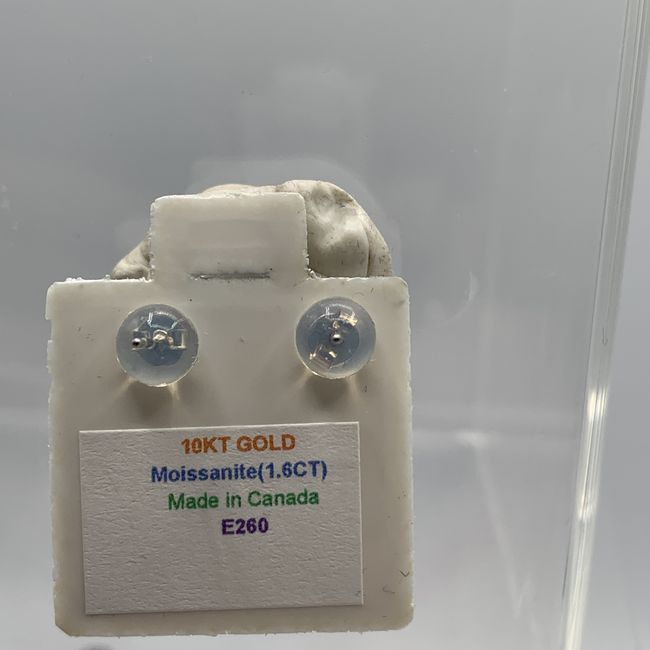 10KT GOLD
Moissanite(1.6CT)
Made in Canada
E260